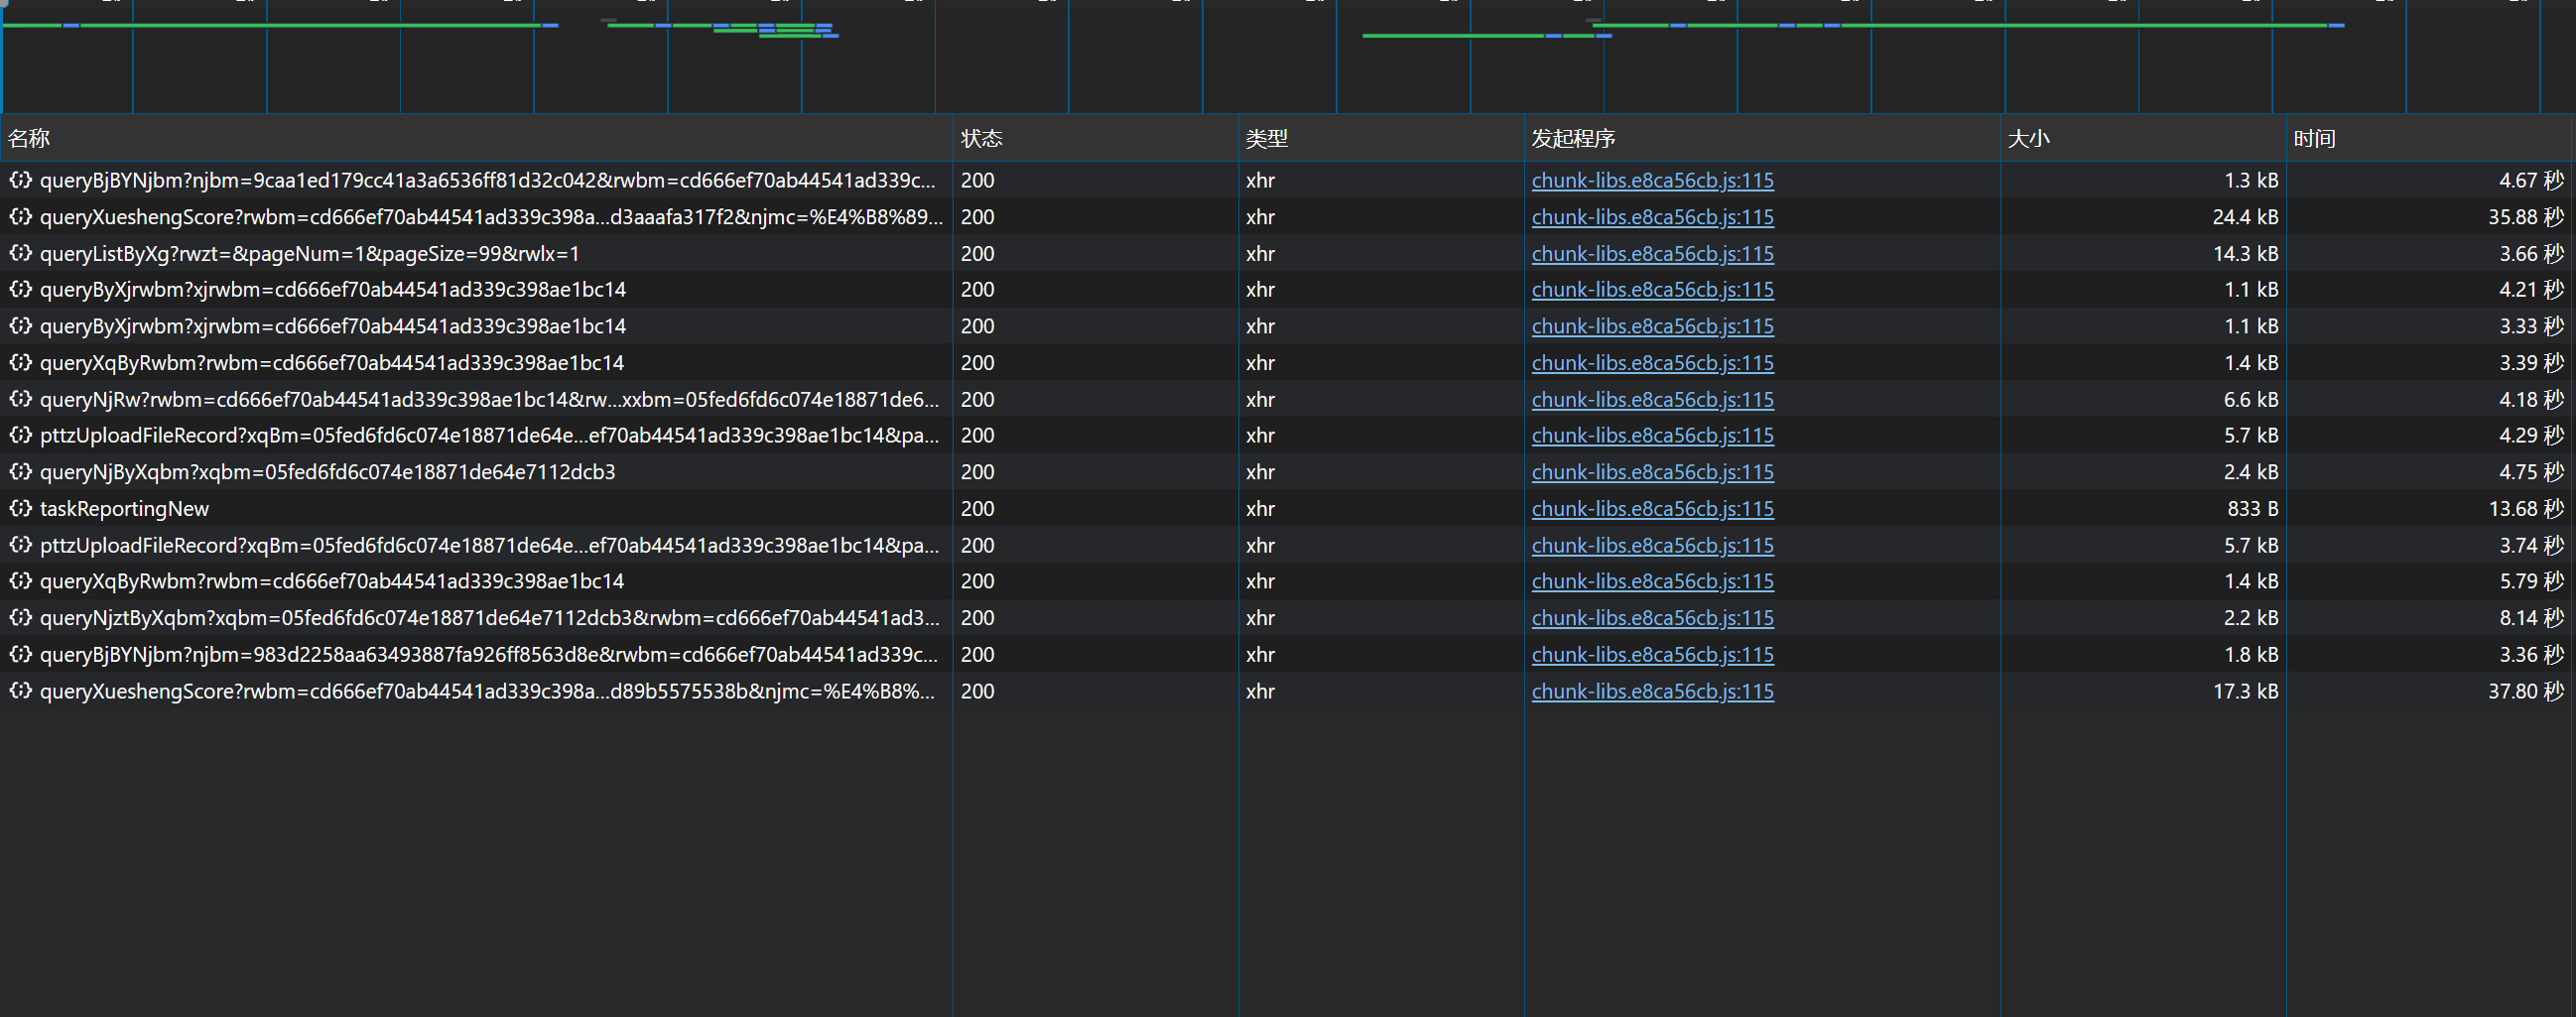 名称 状态 类型 发起程序 大小 时间
queryBjBYNjbm?njbm=9caa1ed179cc41a3a6536ff81d32c042&rwbm=cd666ef70ab44541ad339c... 200 xhr chunk-libs.e8ca56cb.js:115 1.3 kB 4.67 秒
queryXueshengScore?rwbm=cd666ef70ab44541ad339c398a...d3aaafa317f2&njmc=%E4%B8%89... 200 xhr chunk-libs.e8ca56cb.js:115 24.4 kB 35.88 秒
queryListByXg?rwzt=&pageNum=1&pageSize=99&rwlx=1 200 xhr chunk-libs.e8ca56cb.js:115 14.3 kB 3.66 秒
queryByXjrwbm?xjrwbm=cd666ef70ab44541ad339c398ae1bc14 200 xhr chunk-libs.e8ca56cb.js:115 1.1 kB 4.21 秒
queryByXjrwbm?xjrwbm=cd666ef70ab44541ad339c398ae1bc14 200 xhr chunk-libs.e8ca56cb.js:115 1.1 kB 3.33 秒
queryXqByRwbm?rwbm=cd666ef70ab44541ad339c398ae1bc14 200 xhr chunk-libs.e8ca56cb.js:115 1.4 kB 3.39 秒
queryNjRw?rwbm=cd666ef70ab44541ad339c398ae1bc14&rw...xxbm=05fed6fd6c074e18871de6... 200 xhr chunk-libs.e8ca56cb.js:115 6.6 kB 4.18 秒
pttzUploadFileRecord?xqBm=05fed6fd6c074e18871de64e...ef70ab44541ad339c398ae1bc14&pa... 200 xhr chunk-libs.e8ca56cb.js:115 5.7 kB 4.29 秒
queryNjByXqbm?xqbm=05fed6fd6c074e18871de64e7112dcb3 200 xhr chunk-libs.e8ca56cb.js:115 2.4 kB 4.75 秒
taskReportingNew 200 xhr chunk-libs.e8ca56cb.js:115 833 B 13.68 秒
pttzUploadFileRecord?xqBm=05fed6fd6c074e18871de64e...ef70ab44541ad339c398ae1bc14&pa... 200 xhr chunk-libs.e8ca56cb.js:115 5.7 kB 3.74 秒
queryXqByRwbm?rwbm=cd666ef70ab44541ad339c398ae1bc14 200 xhr chunk-libs.e8ca56cb.js:115 1.4 kB 5.79 秒
queryNjztByXqbm?xqbm=05fed6fd6c074e18871de64e7112dcb3&rwbm=cd666ef70ab44541ad3... 200 xhr chunk-libs.e8ca56cb.js:115 2.2 kB 8.14 秒
queryBjBYNjbm?njbm=983d2258aa63493887fa926ff8563d8e&rwbm=cd666ef70ab44541ad339c... 200 xhr chunk-libs.e8ca56cb.js:115 1.8 kB 3.36 秒
queryXueshengScore?rwbm=cd666ef70ab44541ad339c398a...d89b5575538b&njmc=%E4%B8%... 200 xhr chunk-libs.e8ca56cb.js:115 17.3 kB 37.80 秒